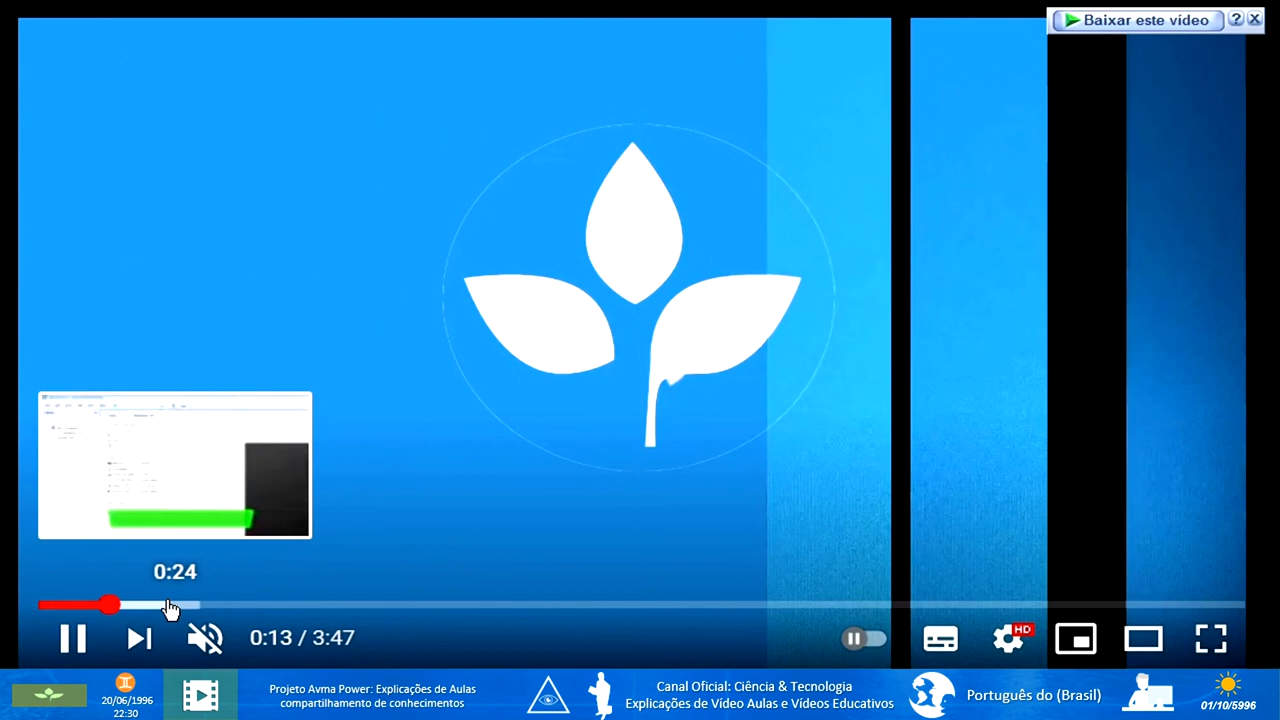 Baixar este vídeo
?
X
0:24
0:13 / 3:47
HD
20/06/1996
22:30
Projeto Avma Power: Explicações de Aulas
compartilhamento de conhecimentos
Canal Oficial: Ciência & Tecnologia
Explicações de Vídeo Aulas e Vídeos Educativos
Português do (Brasil)
01/10/5996